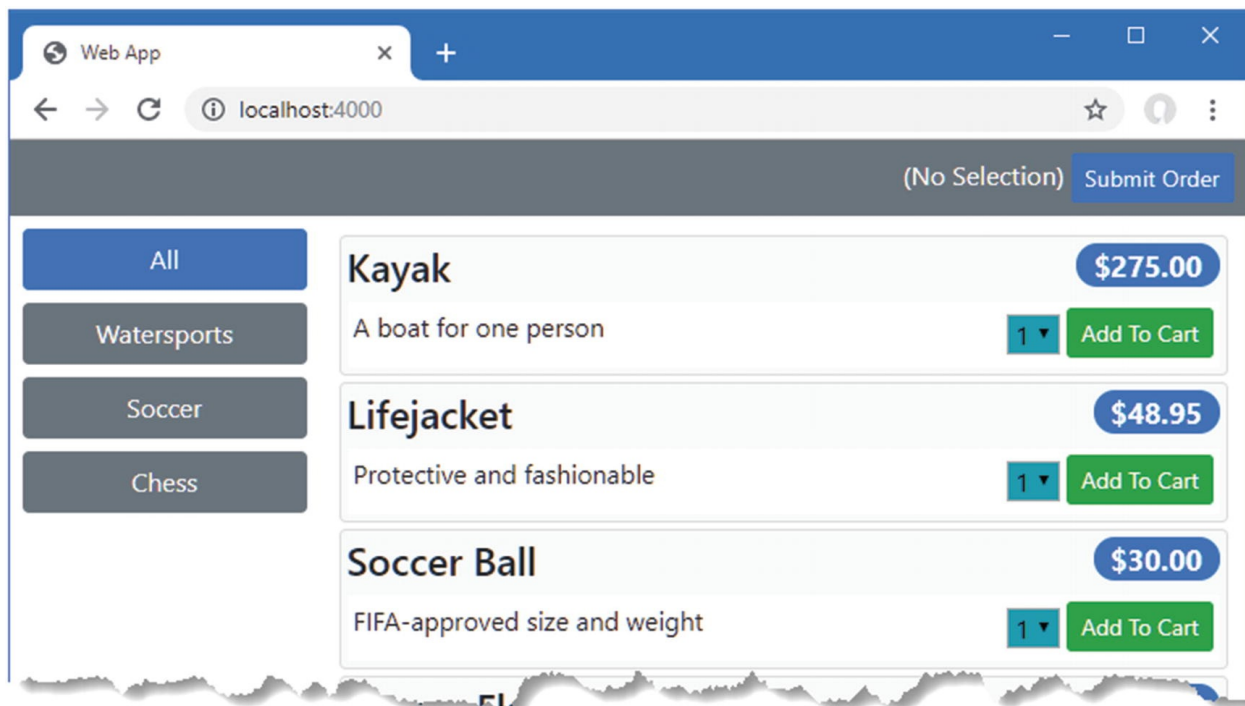 Web App
localhost:4000
(No Selection) Submit Order
All
Watersports
Soccer
Chess
Kayak $275.00
A boat for one person 1 Add To Cart
Lifejacket $48.95
Protective and fashionable 1 Add To Cart
Soccer Ball $30.00
FIFA-approved size and weight 1 Add To Cart